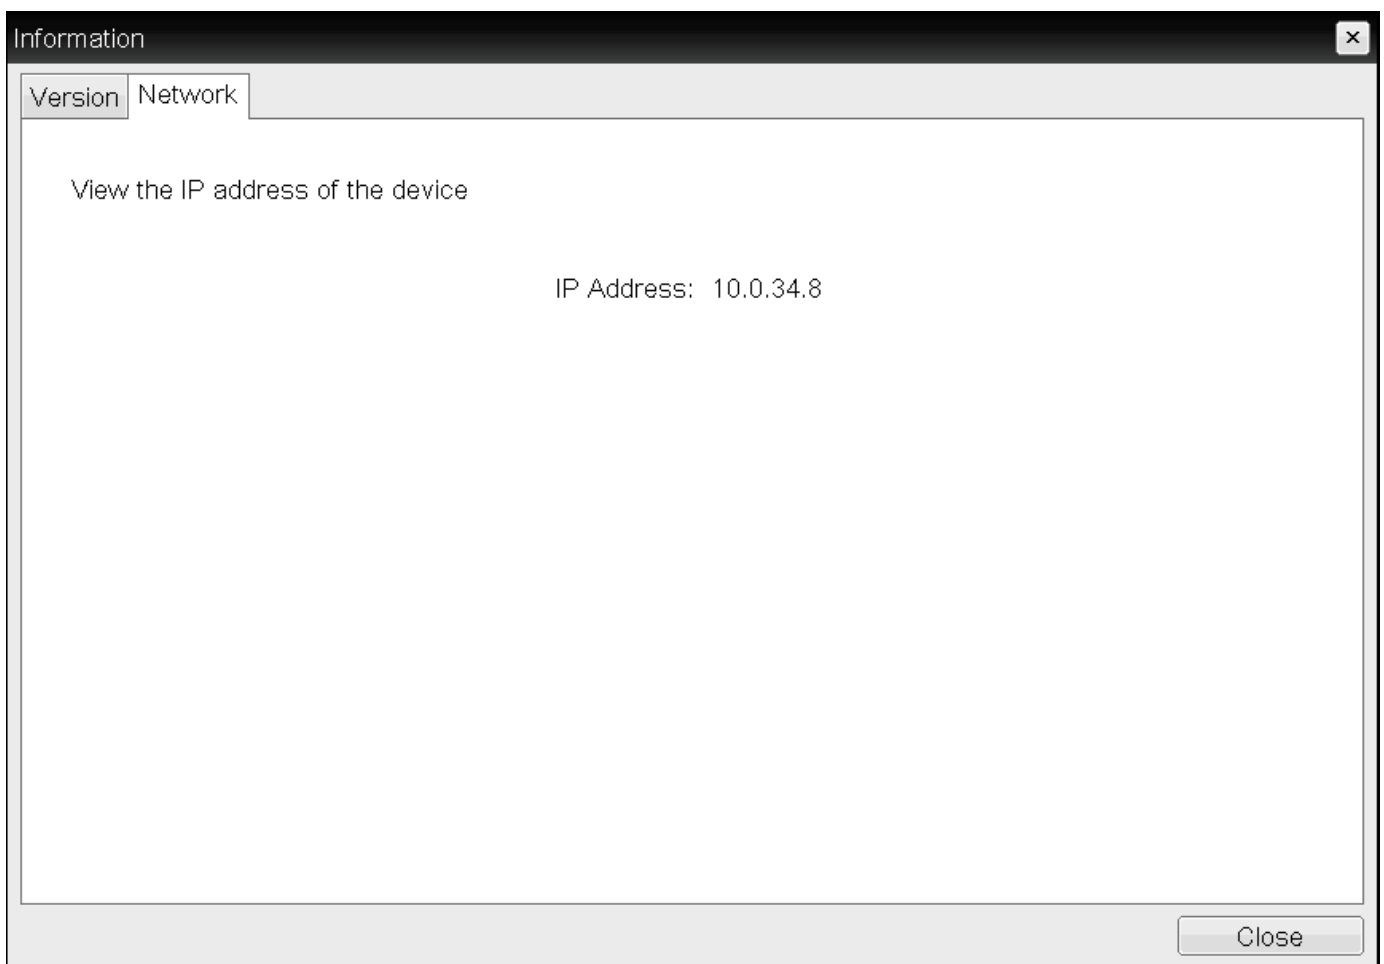 Information
Version Network
View the IP address of the device
IP Address: 10.0.34.8
Close